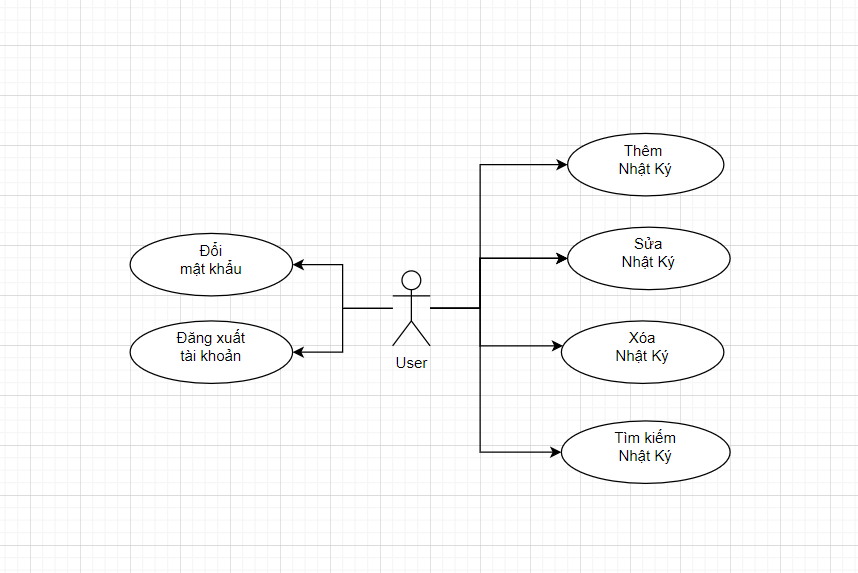 Thêm
Nhật Ký
Sửa
Nhật Ký
Đổi
mật khẩu
Đăng xuất
tài khoản
User
Xóa
Nhật Ký
Tìm kiếm
Nhật Ký